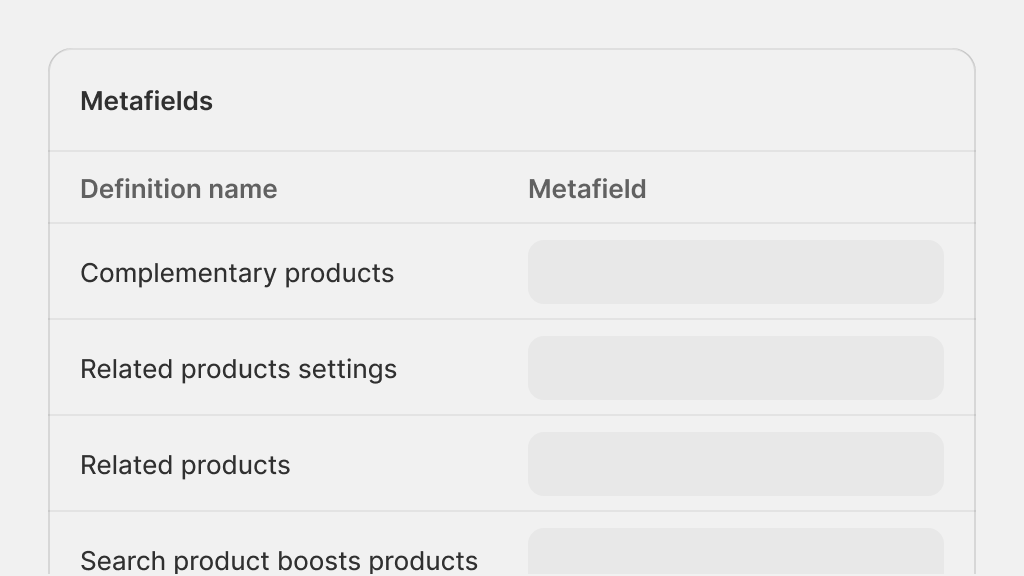 Metafields
Definition name Metafield
Complementary products
Related products settings
Related products
Search product boosts products